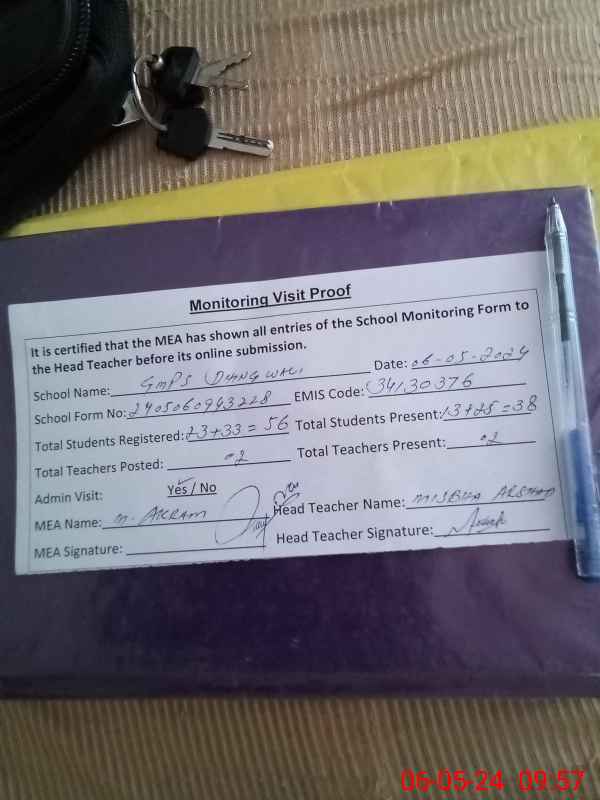 Monitoring Visit Proof
It is certified that the MEA has shown all entries of the School Monitoring Form to
the Head Teacher before its online submission.
School Name: GMPS DHANGWALI Date: 06-05-2024
School Form No: 2405060943228 EMIS Code: 34130376
Total Students Registered: 23+33=56 Total Students Present: 13+25=38
Total Teachers Posted: 02 Total Teachers Present: 02
Admin Visit: Yes / No
MEA Name: M. AKRAM Head Teacher Name: MISBHA ARSHAD
MEA Signature: Head Teacher Signature:
06-05-24 09:57